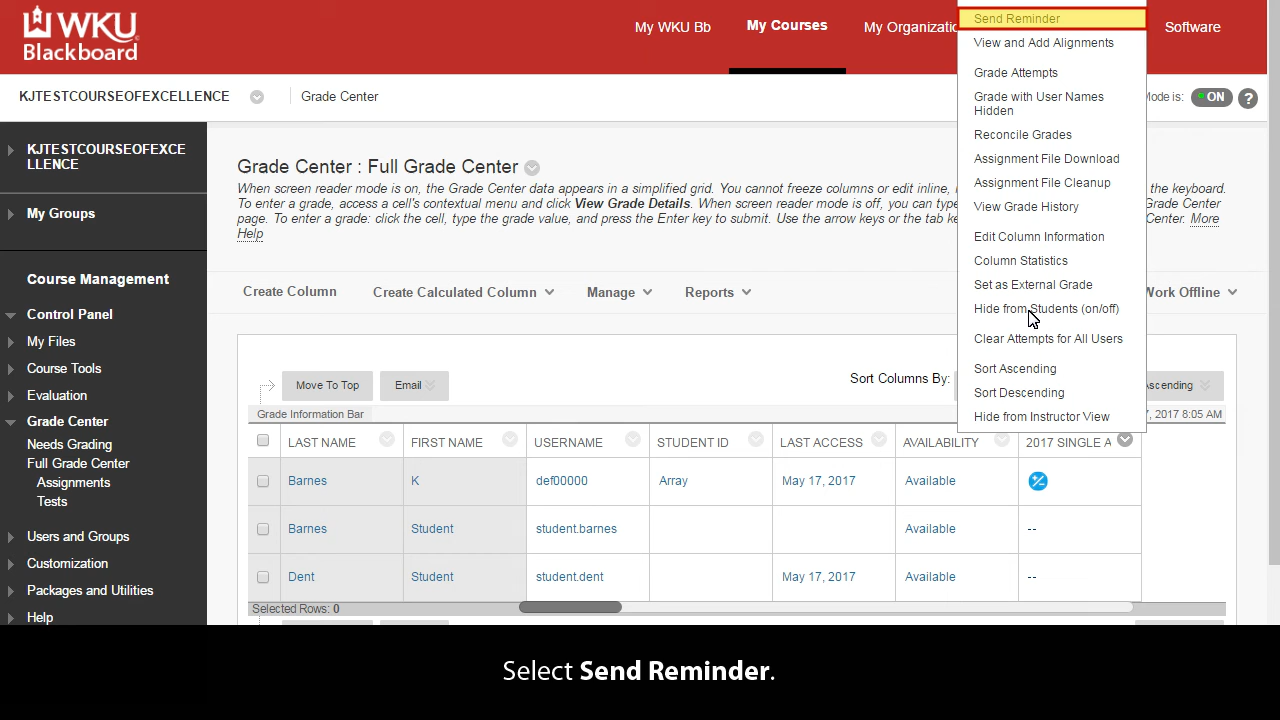 WKU
Blackboard
My WKU Bb
My Courses
My Organizatio
Software
KJTESTCOURSEOFEXCELLENCE
Grade Center
Mode is:
ON
?
KJTESTCOURSEOFEXCE
LLENCE
My Groups
Course Management
Control Panel
My Files
Course Tools
Evaluation
Grade Center
Needs Grading
Full Grade Center
Assignments
Tests
Users and Groups
Customization
Packages and Utilities
Help
Grade Center : Full Grade Center
When screen reader mode is on, the Grade Center data appears in a simplified grid. You cannot freeze columns or edit inline, the keyboard.
To enter a grade, access a cell's contextual menu and click View Grade Details. When screen reader mode is off, you can type Grade Center
page. To enter a grade: click the cell, type the grade value, and press the Enter key to submit. Use the arrow keys or the tab ke Center. More
Help
Create Column
Create Calculated Column
Manage
Reports
Work Offline
Send Reminder
View and Add Alignments
Grade Attempts
Grade with User Names
Hidden
Reconcile Grades
Assignment File Download
Assignment File Cleanup
View Grade History
Edit Column Information
Column Statistics
Set as External Grade
Hide from Students (on/off)
Clear Attempts for All Users
Sort Ascending
Sort Descending
Hide from Instructor View
Move To Top
Email
Sort Columns By:
Ascending
Grade Information Bar
7, 2017 8:05 AM
LAST NAME FIRST NAME USERNAME STUDENT ID LAST ACCESS AVAILABILITY 2017 SINGLE A
Barnes K def00000 Array May 17, 2017 Available
Barnes Student student.barnes Available --
Dent Student student.dent May 17, 2017 Available --
Selected Rows: 0
Select Send Reminder.